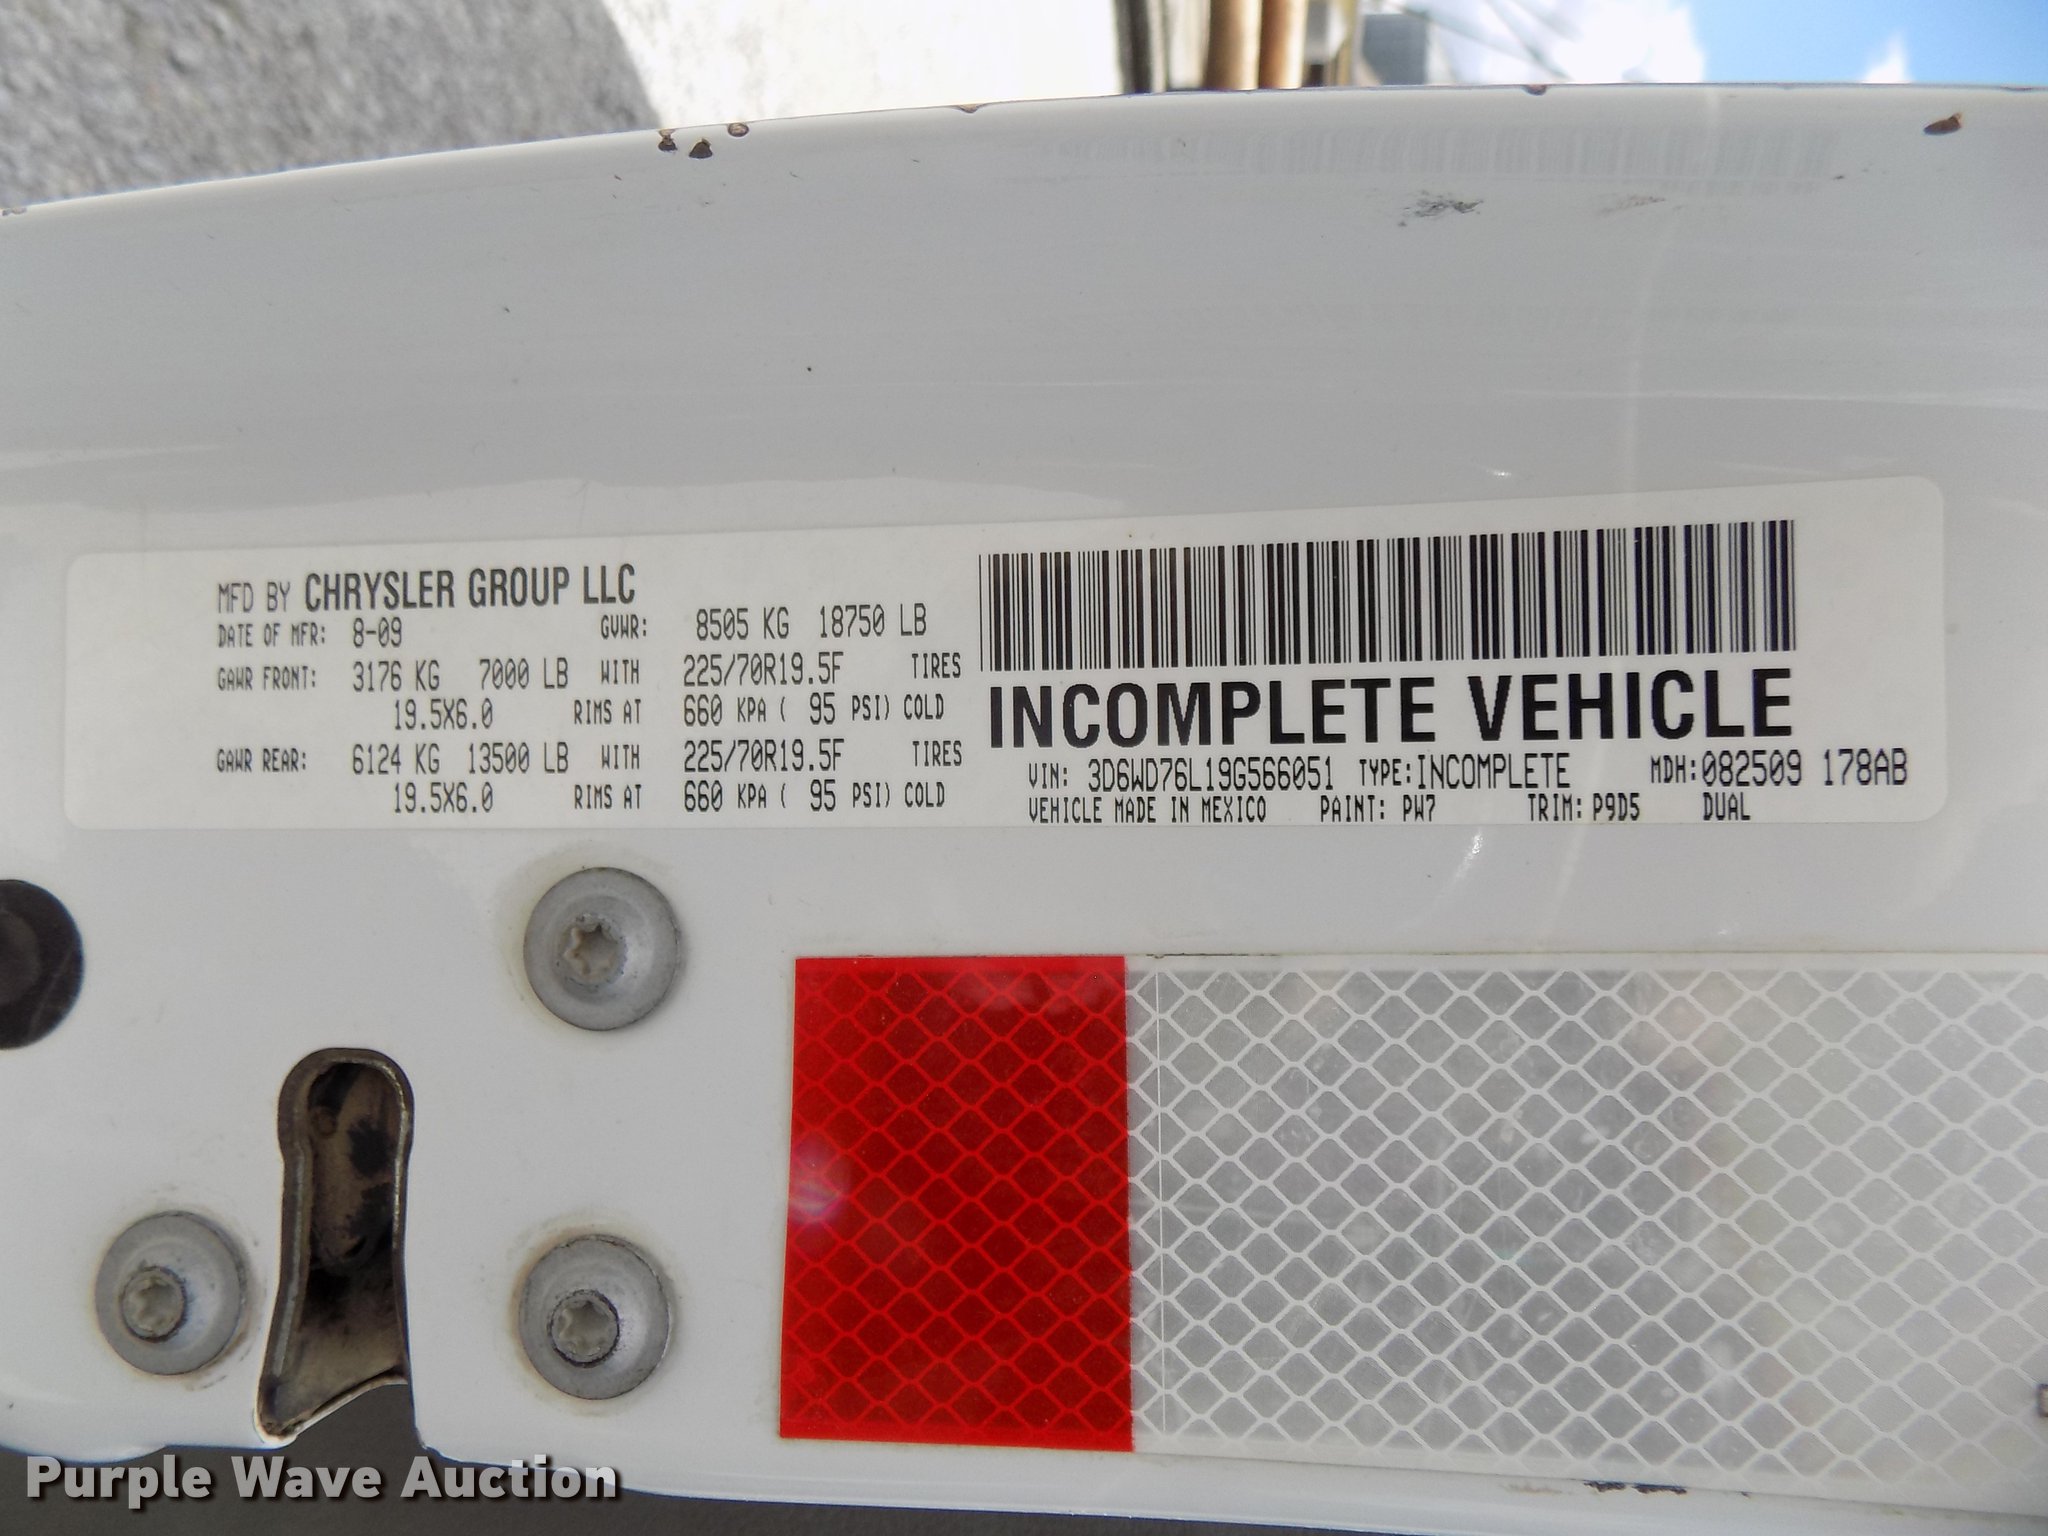 MFD BY CHRYSLER GROUP LLC
DATE OF MFR: 8-09 GVWR: 8505 KG 18750 LB
GAWR FRONT: 3176 KG 7000 LB WITH 225/70R19.5F TIRES
19.5X6.0 RIMS AT 660 KPA ( 95 PSI) COLD
GAWR REAR: 6124 KG 13500 LB WITH 225/70R19.5F TIRES
19.5X6.0 RIMS AT 660 KPA ( 95 PSI) COLD
INCOMPLETE VEHICLE
VIN: 3D6WD76L19G566051 TYPE: INCOMPLETE MDH: 082509 178AB
VEHICLE MADE IN MEXICO PAINT: PW7 TRIM: P9D5 DUAL
Purple Wave Auction